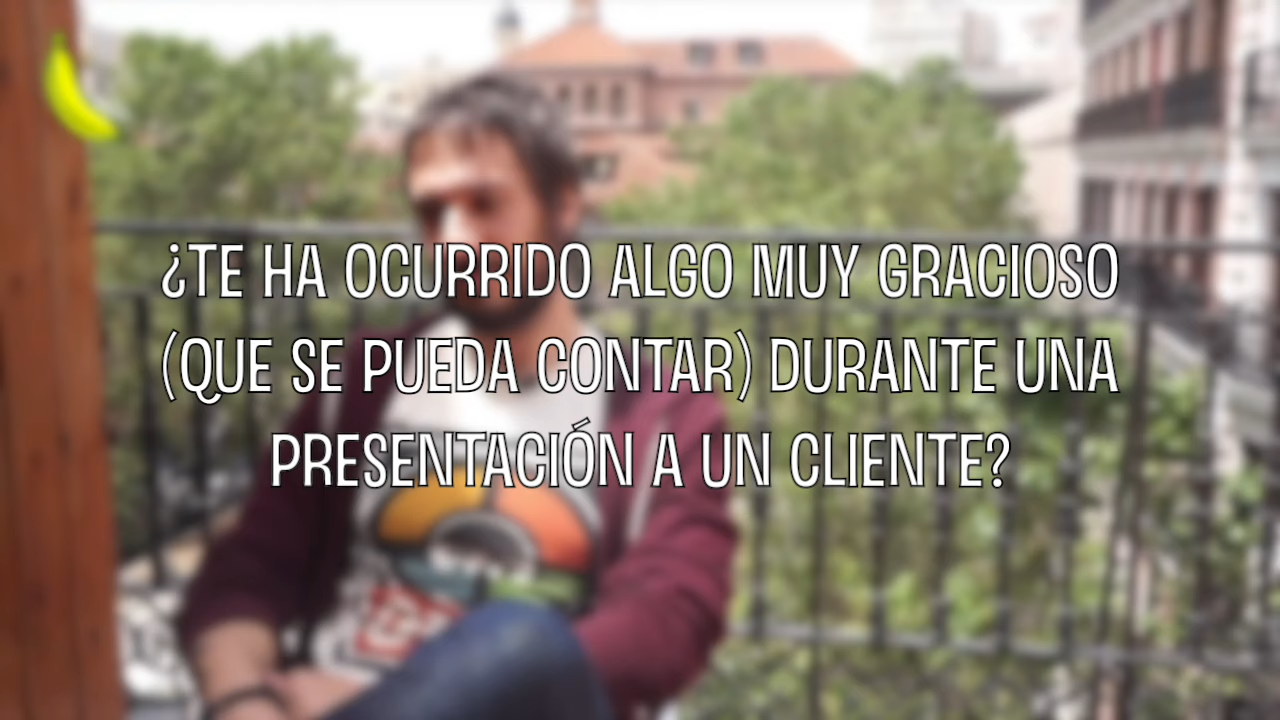 ¿TE HA OCURRIDO ALGO MUY GRACIOSO
(QUE SE PUEDA CONTAR) DURANTE UNA
PRESENTACIÓN A UN CLIENTE?